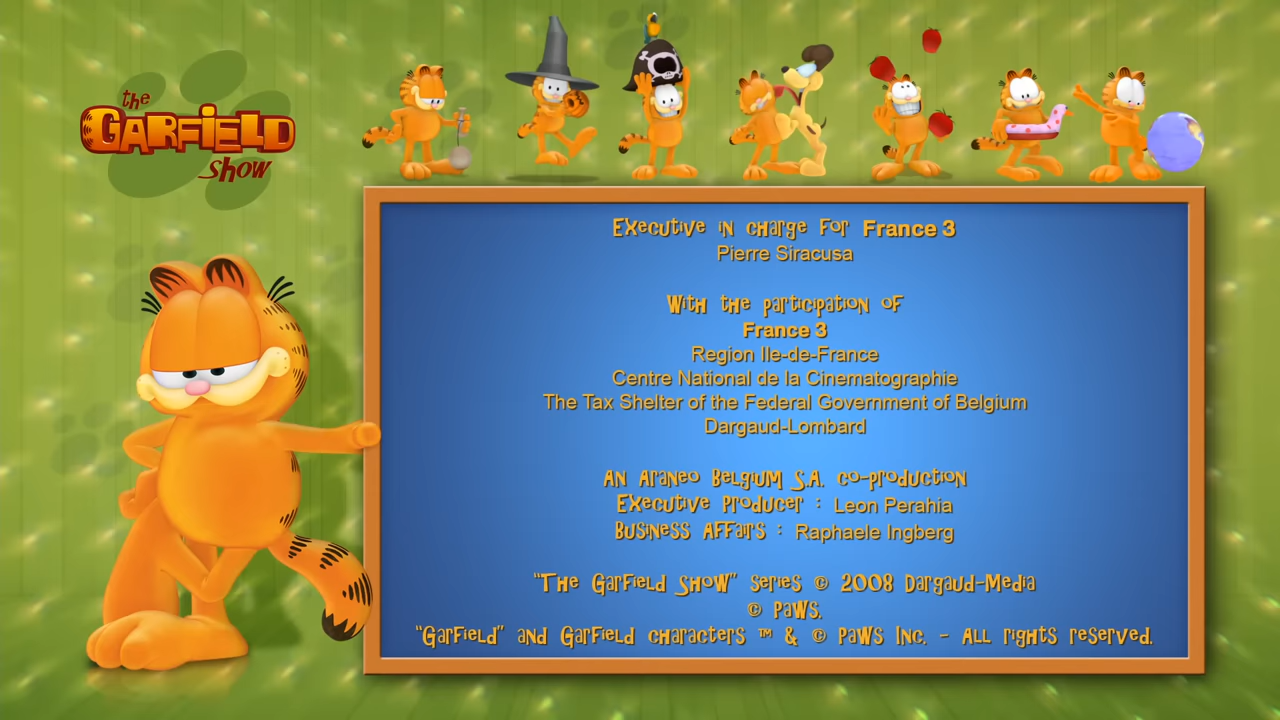 the
GARFIELD
show
Executive in charge for France 3
Pierre Siracusa
With the participation of
France 3
Region Ile-de-France
Centre National de la Cinematographie
The Tax Shelter of the Federal Government of Belgium
Dargaud-Lombard
An Araneo Belgium S.A. co-production
Executive Producer : Leon Perahia
Business Affairs : Raphaele Ingberg
"The Garfield Show" series © 2008 Dargaud-Media
© Paws.
"Garfield" and Garfield characters ™ & © Paws Inc. - All rights reserved.